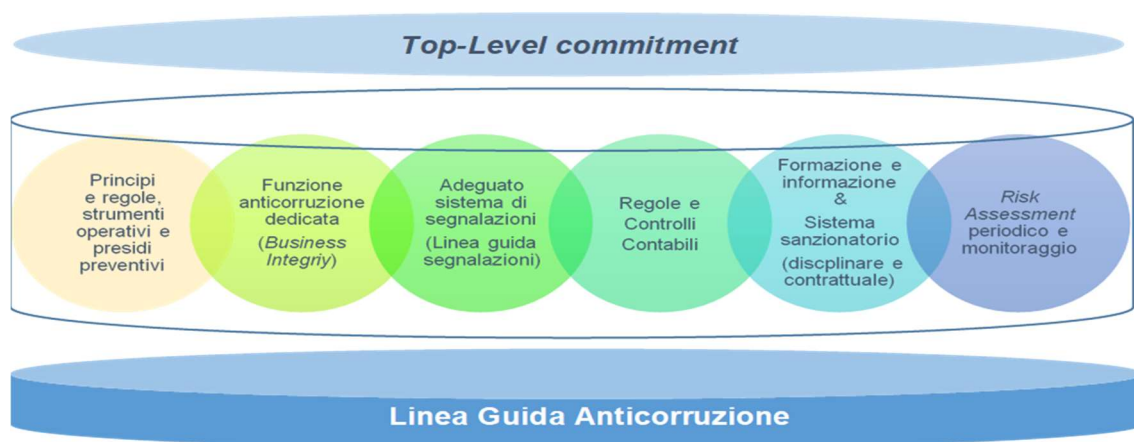 Top-Level commitment
Principi
e regole,
strumenti
operativi e
presidi
preventivi
Funzione
anticorruzione
dedicata
(Business
Integriy)
Adeguato
sistema di
segnalazioni
(Linea guida
segnalazioni)
Regole e
Controlli
Contabili
Formazione e
informazione
&
Sistema
sanzionatorio
(discplinare e
contrattuale)
Risk
Assessment
periodico e
monitoraggio
Linea Guida Anticorruzione